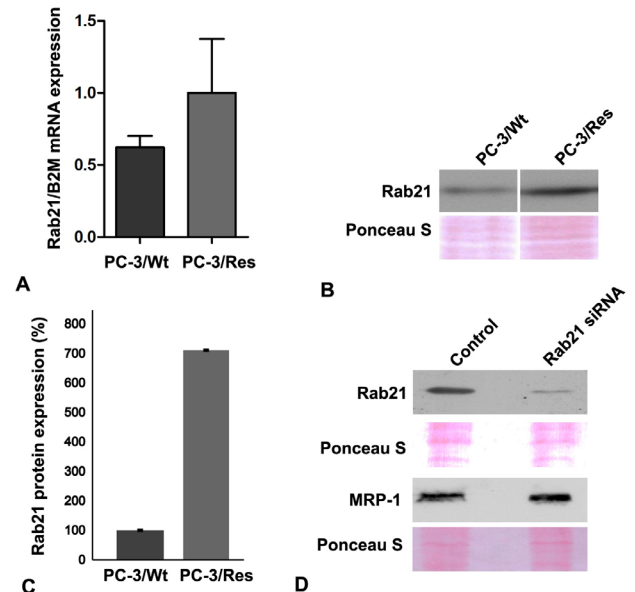 Rab21/B2M mRNA expression
2.0
1.5
1.0
0.5
0.0
PC-3/Wt
PC-3/Res
A
PC-3/Wt
PC-3/Res
Rab21
Ponceau S
B
Rab21 protein expression (%)
800
700
600
500
400
300
200
100
0
PC-3/Wt
PC-3/Res
C
Control
Rab21 siRNA
Rab21
Ponceau S
MRP-1
Ponceau S
D